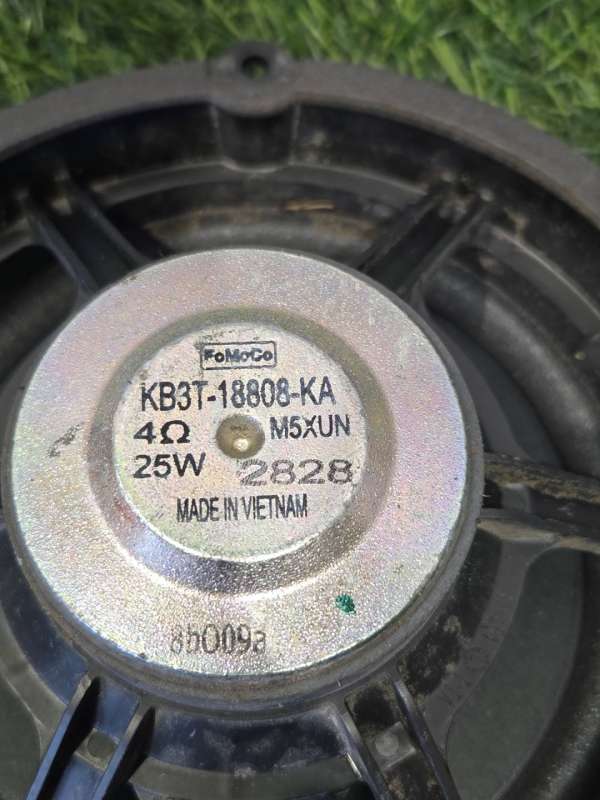 FoMoCo
KB3T-18808-KA
4Ω M5XUN
25W 2828
MADE IN VIETNAM
8b009a